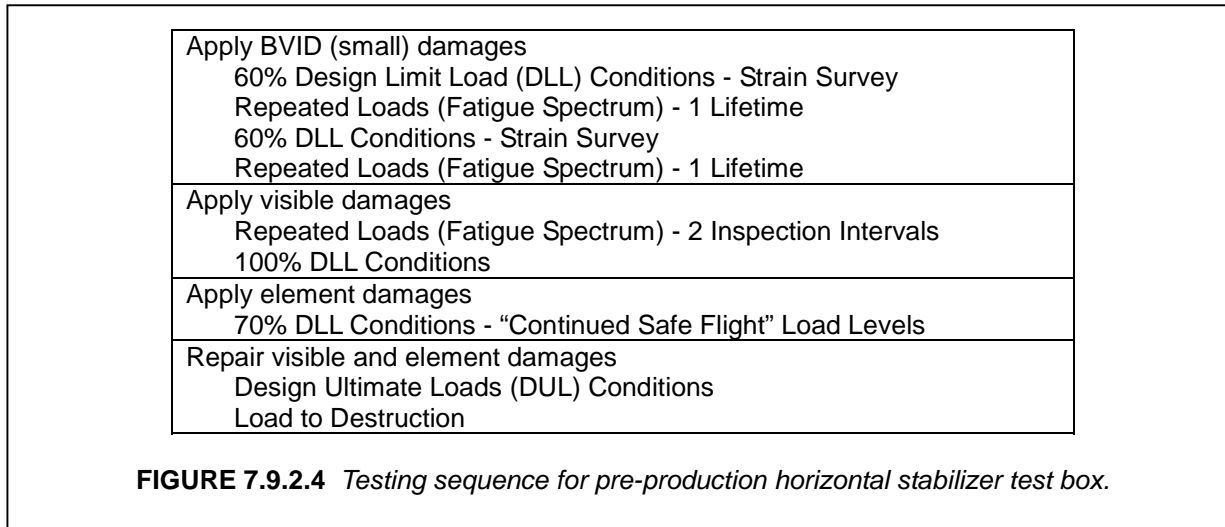 Apply BVID (small) damages
60% Design Limit Load (DLL) Conditions - Strain Survey
Repeated Loads (Fatigue Spectrum) - 1 Lifetime
60% DLL Conditions - Strain Survey
Repeated Loads (Fatigue Spectrum) - 1 Lifetime
Apply visible damages
Repeated Loads (Fatigue Spectrum) - 2 Inspection Intervals
100% DLL Conditions
Apply element damages
70% DLL Conditions - “Continued Safe Flight” Load Levels
Repair visible and element damages
Design Ultimate Loads (DUL) Conditions
Load to Destruction
FIGURE 7.9.2.4 Testing sequence for pre-production horizontal stabilizer test box.